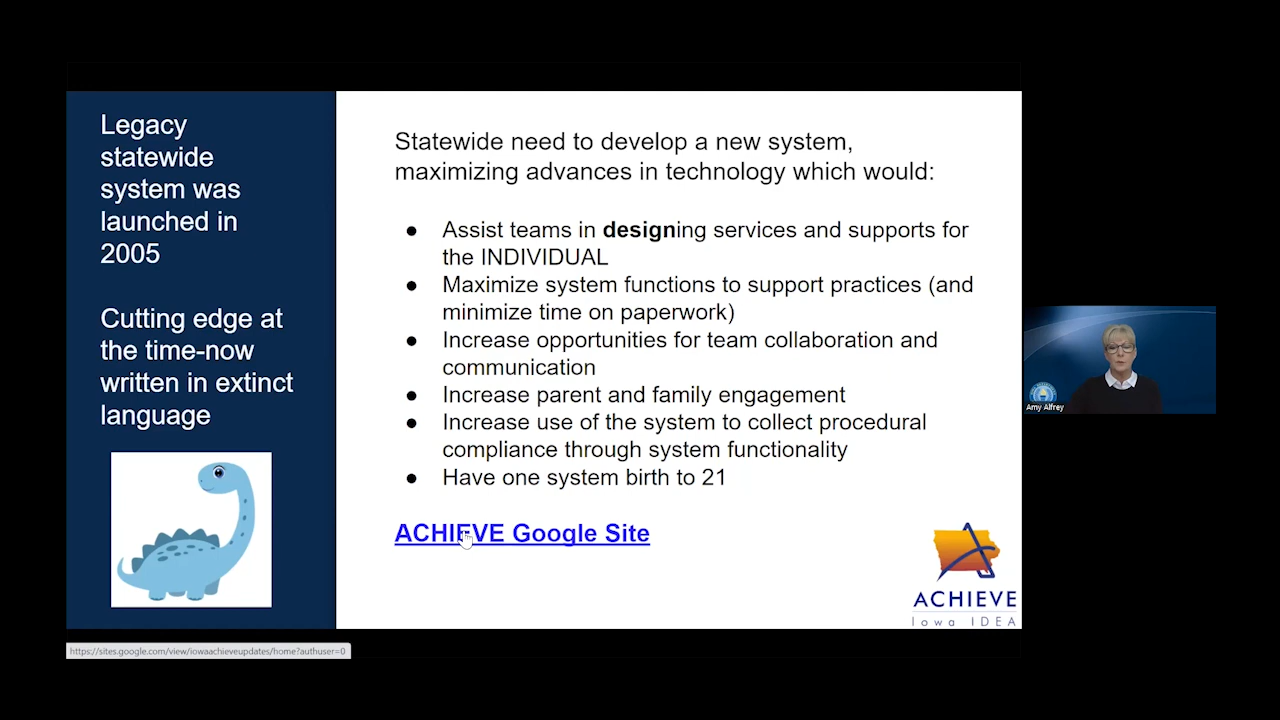 Legacy
statewide
system was
launched in
2005
Cutting edge at
the time-now
written in extinct
language
Statewide need to develop a new system,
maximizing advances in technology which would:
● Assist teams in designing services and supports for
the INDIVIDUAL
● Maximize system functions to support practices (and
minimize time on paperwork)
● Increase opportunities for team collaboration and
communication
● Increase parent and family engagement
● Increase use of the system to collect procedural
compliance through system functionality
● Have one system birth to 21
ACHIEVE Google Site
ACHIEVE
Iowa IDEA
https://sites.google.com/view/iowaachieveupdates/home?authuser=0
Amy Alfrey